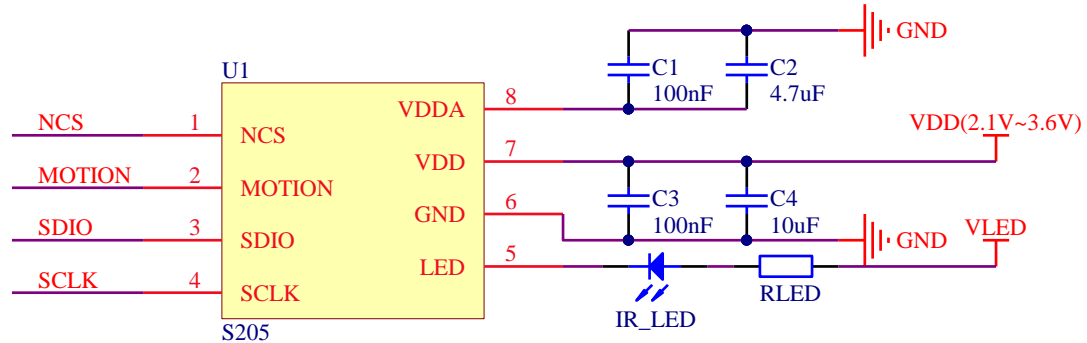 GND
U1
C1
100nF
C2
4.7uF
VDDA
8
NCS
1
NCS
VDD(2.1V~3.6V)
VDD
7
MOTION
2
MOTION
C3
100nF
C4
10uF
GND
6
SDIO
3
SDIO
GND
VLED
LED
5
SCLK
4
SCLK
RLED
IR_LED
S205